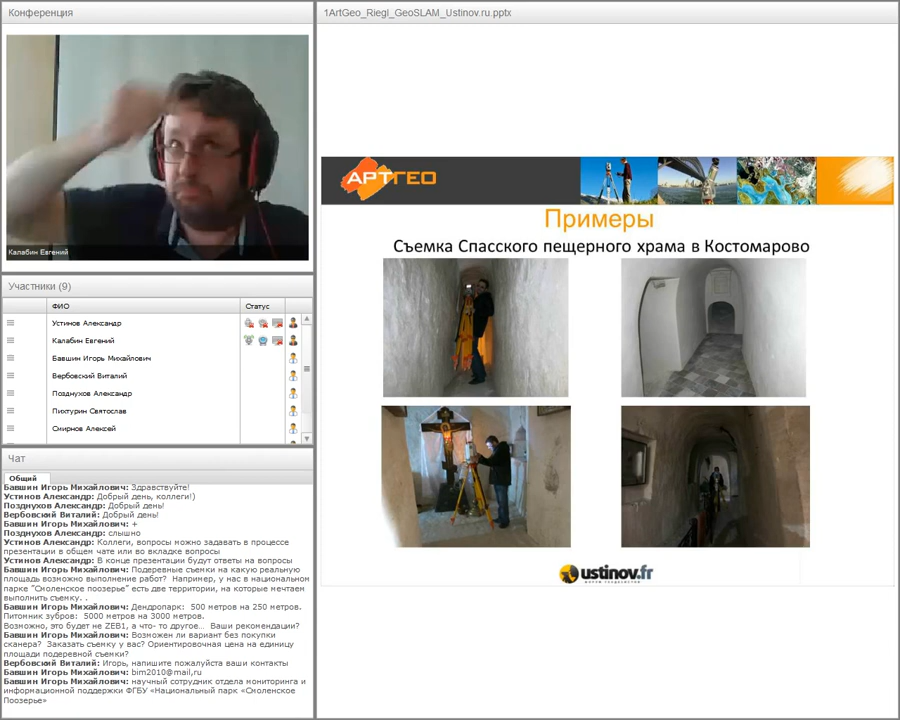 Конференция
Калабин Евгений
Участники (9)
ФИО Статус
Устинов Александр
Калабин Евгений
Бавшин Игорь Михайлович
Вербовский Виталий
Позднухов Александр
Пихтурин Святослав
Смирнов Алексей
Чат
Общий
Бавшин Игорь Михайлович: Здравствуйте!
Устинов Александр: Добрый день, коллеги!)
Позднухов Александр: Добрый день!
Вербовский Виталий: Добрый день!
Бавшин Игорь Михайлович: +
Позднухов Александр: слышно
Устинов Александр: Коллеги, вопросы можно задавать в процессе
презентации в общем чате или во вкладке вопросы
Устинов Александр: В конце презентации будут ответы на вопросы
Бавшин Игорь Михайлович: Подеревные съемки на какую реальную
площадь возможно выполнение работ? Например, у нас в национальном
парке "Смоленское поозерье" есть две территории, на которые мечтаем
выполнить съемку. .
Бавшин Игорь Михайлович: Дендропарк: 500 метров на 250 метров.
Питомник зубров: 5000 метров на 3000 метров.
Возможно, это будет не ZEB1, а что- то другое... Ваши рекомендации?
Бавшин Игорь Михайлович: Возможен ли вариант без покупки
сканера? Заказать съемку у вас? Ориентировочная цена на единицу
площади подеревной съемки?
Вербовский Виталий: Игорь, напишите пожалуйста ваши контакты
Бавшин Игорь Михайлович: bim2010@mail,ru
Бавшин Игорь Михайлович: научный сотрудник отдела мониторинга и
информационной поддержки ФГБУ «Национальный парк «Смоленское
Поозерье»
1ArtGeo_Riegl_GeoSLAM_Ustinov.ru.pptx
АРТГЕО
Примеры
Съемка Спасского пещерного храма в Костомарово
ustinov.fr